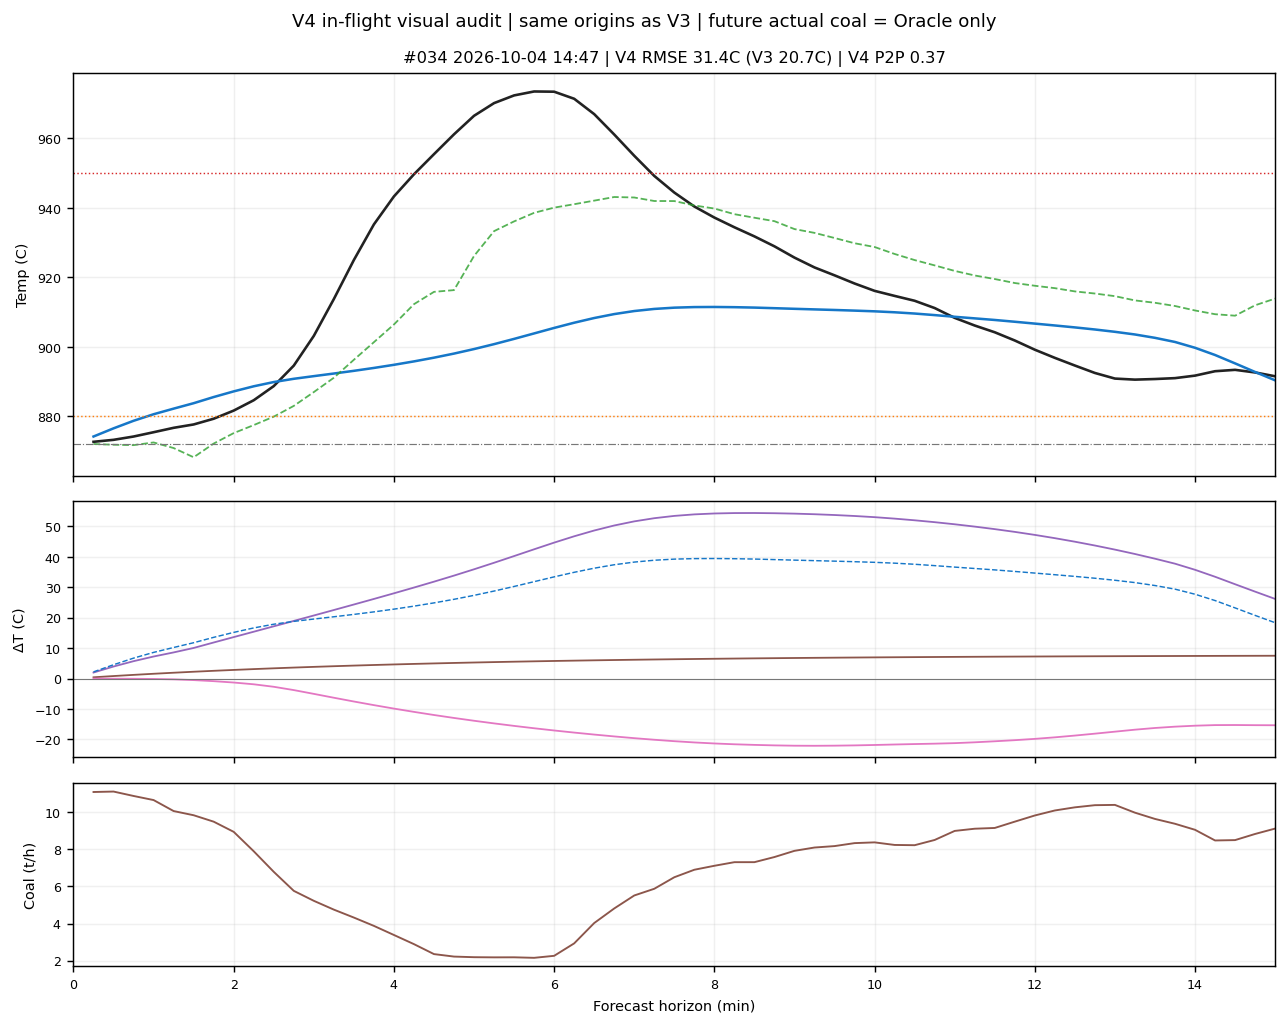 V4 in-flight visual audit | same origins as V3 | future actual coal = Oracle only
#034 2026-10-04 14:47 | V4 RMSE 31.4C (V3 20.7C) | V4 P2P 0.37
Temp (C)
960
940
920
900
880
ΔT (C)
50
40
30
20
10
0
−10
−20
Coal (t/h)
10
8
6
4
2
0 2 4 6 8 10 12 14
Forecast horizon (min)